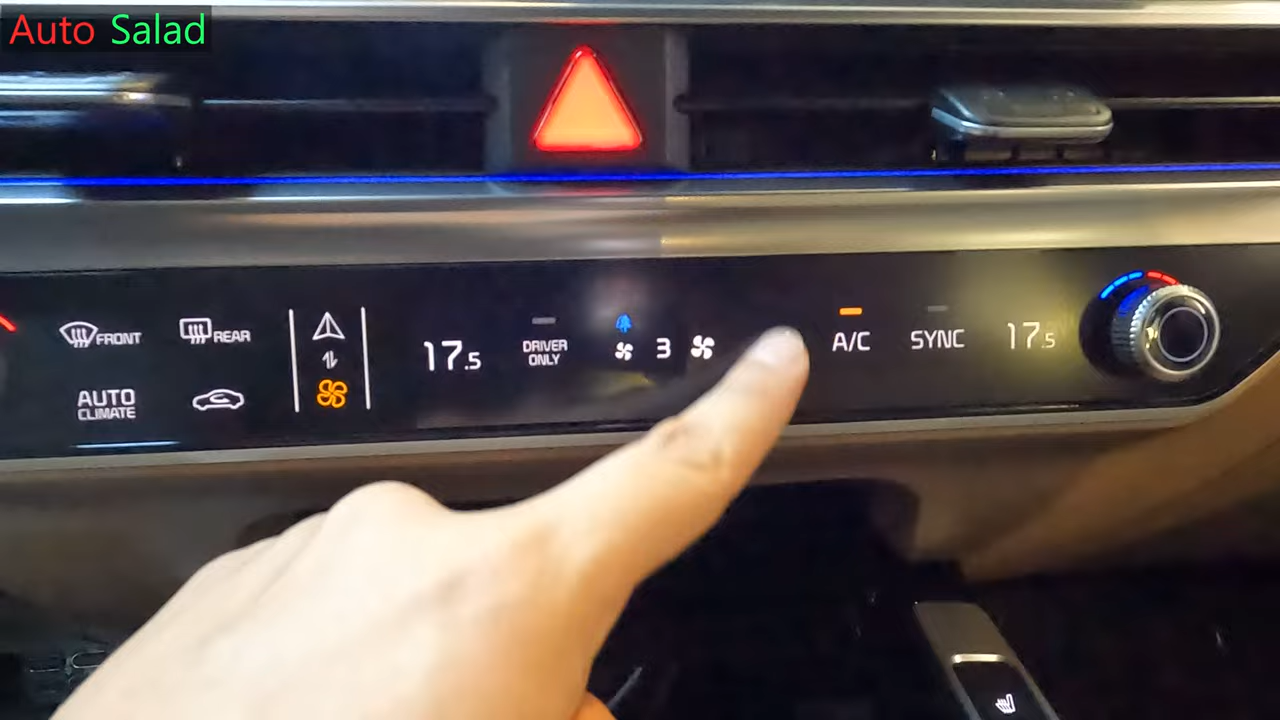 Auto Salad
FRONT
REAR
AUTO
CLIMATE
17.5
DRIVER
ONLY
3
A/C
SYNC
17.5